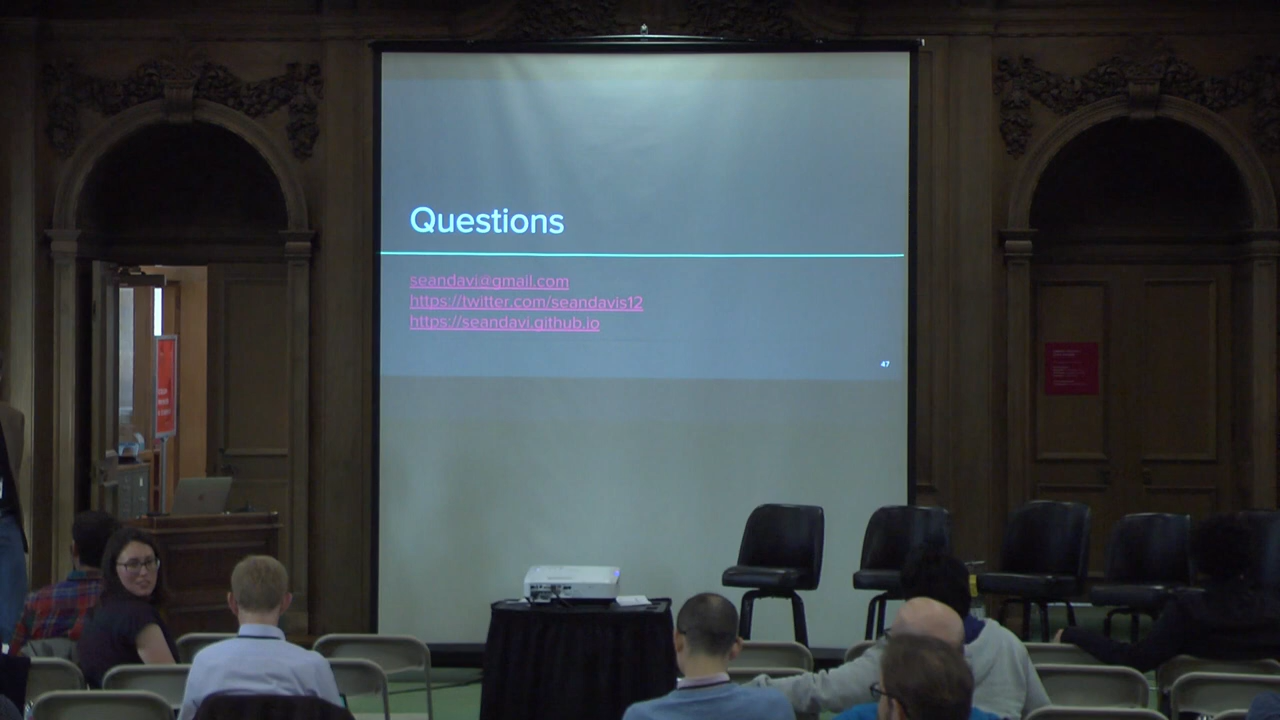 Questions
seandavi@gmail.com
https://twitter.com/seandavis12
https://seandavi.github.io
47